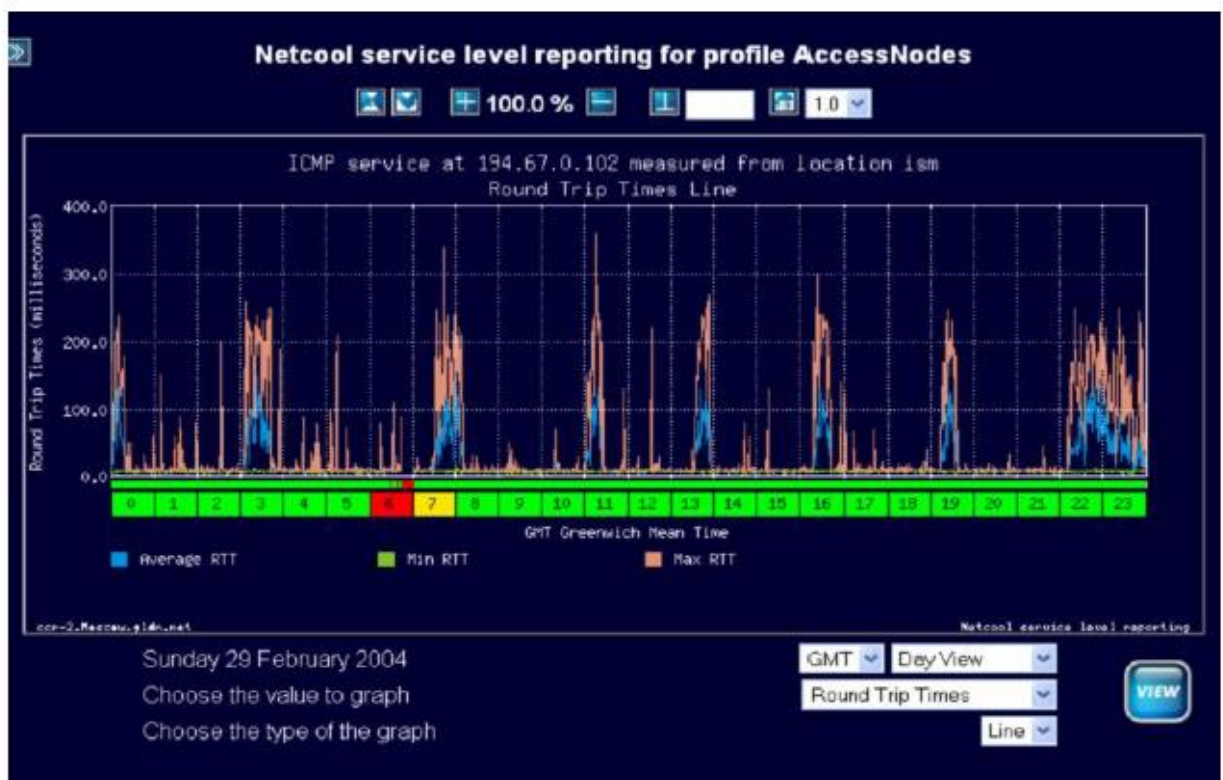 Netcool service level reporting for profile AccessNodes
100.0 % 1.0
ICMP service at 194.67.0.102 measured from location ism
Round Trip Times Line
Round Trip Times (milliseconds)
400.0
300.0
200.0
100.0
0.0
0 1 2 3 4 5 6 7 8 9 10 11 12 13 14 15 16 17 18 19 20 21 22 23
GMT Greenwich Mean Time
Average RTT Min RTT Max RTT
ccr-2.Moscow.gldn.net Netcool service level reporting
Sunday 29 February 2004 GMT Day View
Choose the value to graph Round Trip Times
VIEW
Choose the type of the graph Line